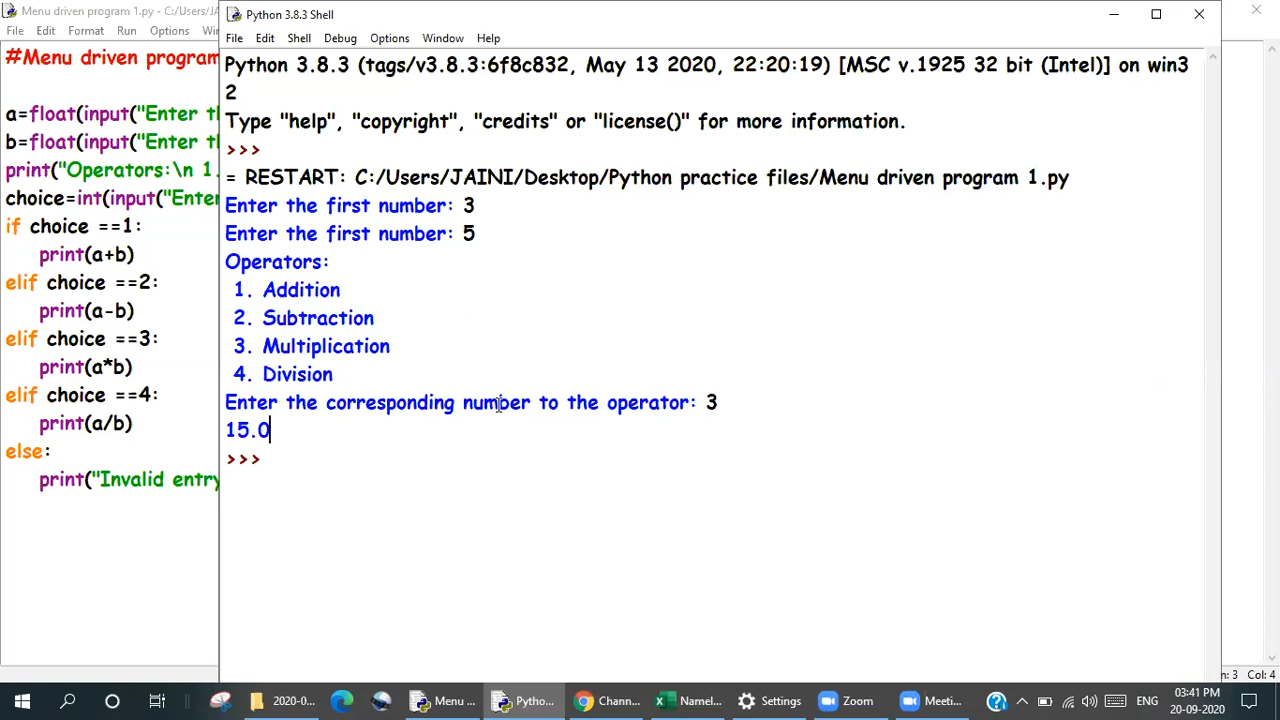 Menu driven program 1.py - C:/Users/JAINI/De
File Edit Format Run Options Win
#Menu driven program
a=float(input("Enter th
b=float(input("Enter th
print("Operators:\n 1.
choice=int(input("Enter
if choice ==1:
print(a+b)
elif choice ==2:
print(a-b)
elif choice ==3:
print(a*b)
elif choice ==4:
print(a/b)
else:
print("Invalid entry
Python 3.8.3 Shell
File Edit Shell Debug Options Window Help
Python 3.8.3 (tags/v3.8.3:6f8c832, May 13 2020, 22:20:19) [MSC v.1925 32 bit (Intel)] on win3
2
Type "help", "copyright", "credits" or "license()" for more information.
>>>
= RESTART: C:/Users/JAINI/Desktop/Python practice files/Menu driven program 1.py
Enter the first number: 3
Enter the first number: 5
Operators:
1. Addition
2. Subtraction
3. Multiplication
4. Division
Enter the corresponding number to the operator: 3
15.0
>>>
n: 3 Col: 4
2020-0... Menu ... Pytho... Chann... Namel... Settings Zoom Meeti... ENG 03:41 PM
20-09-2020